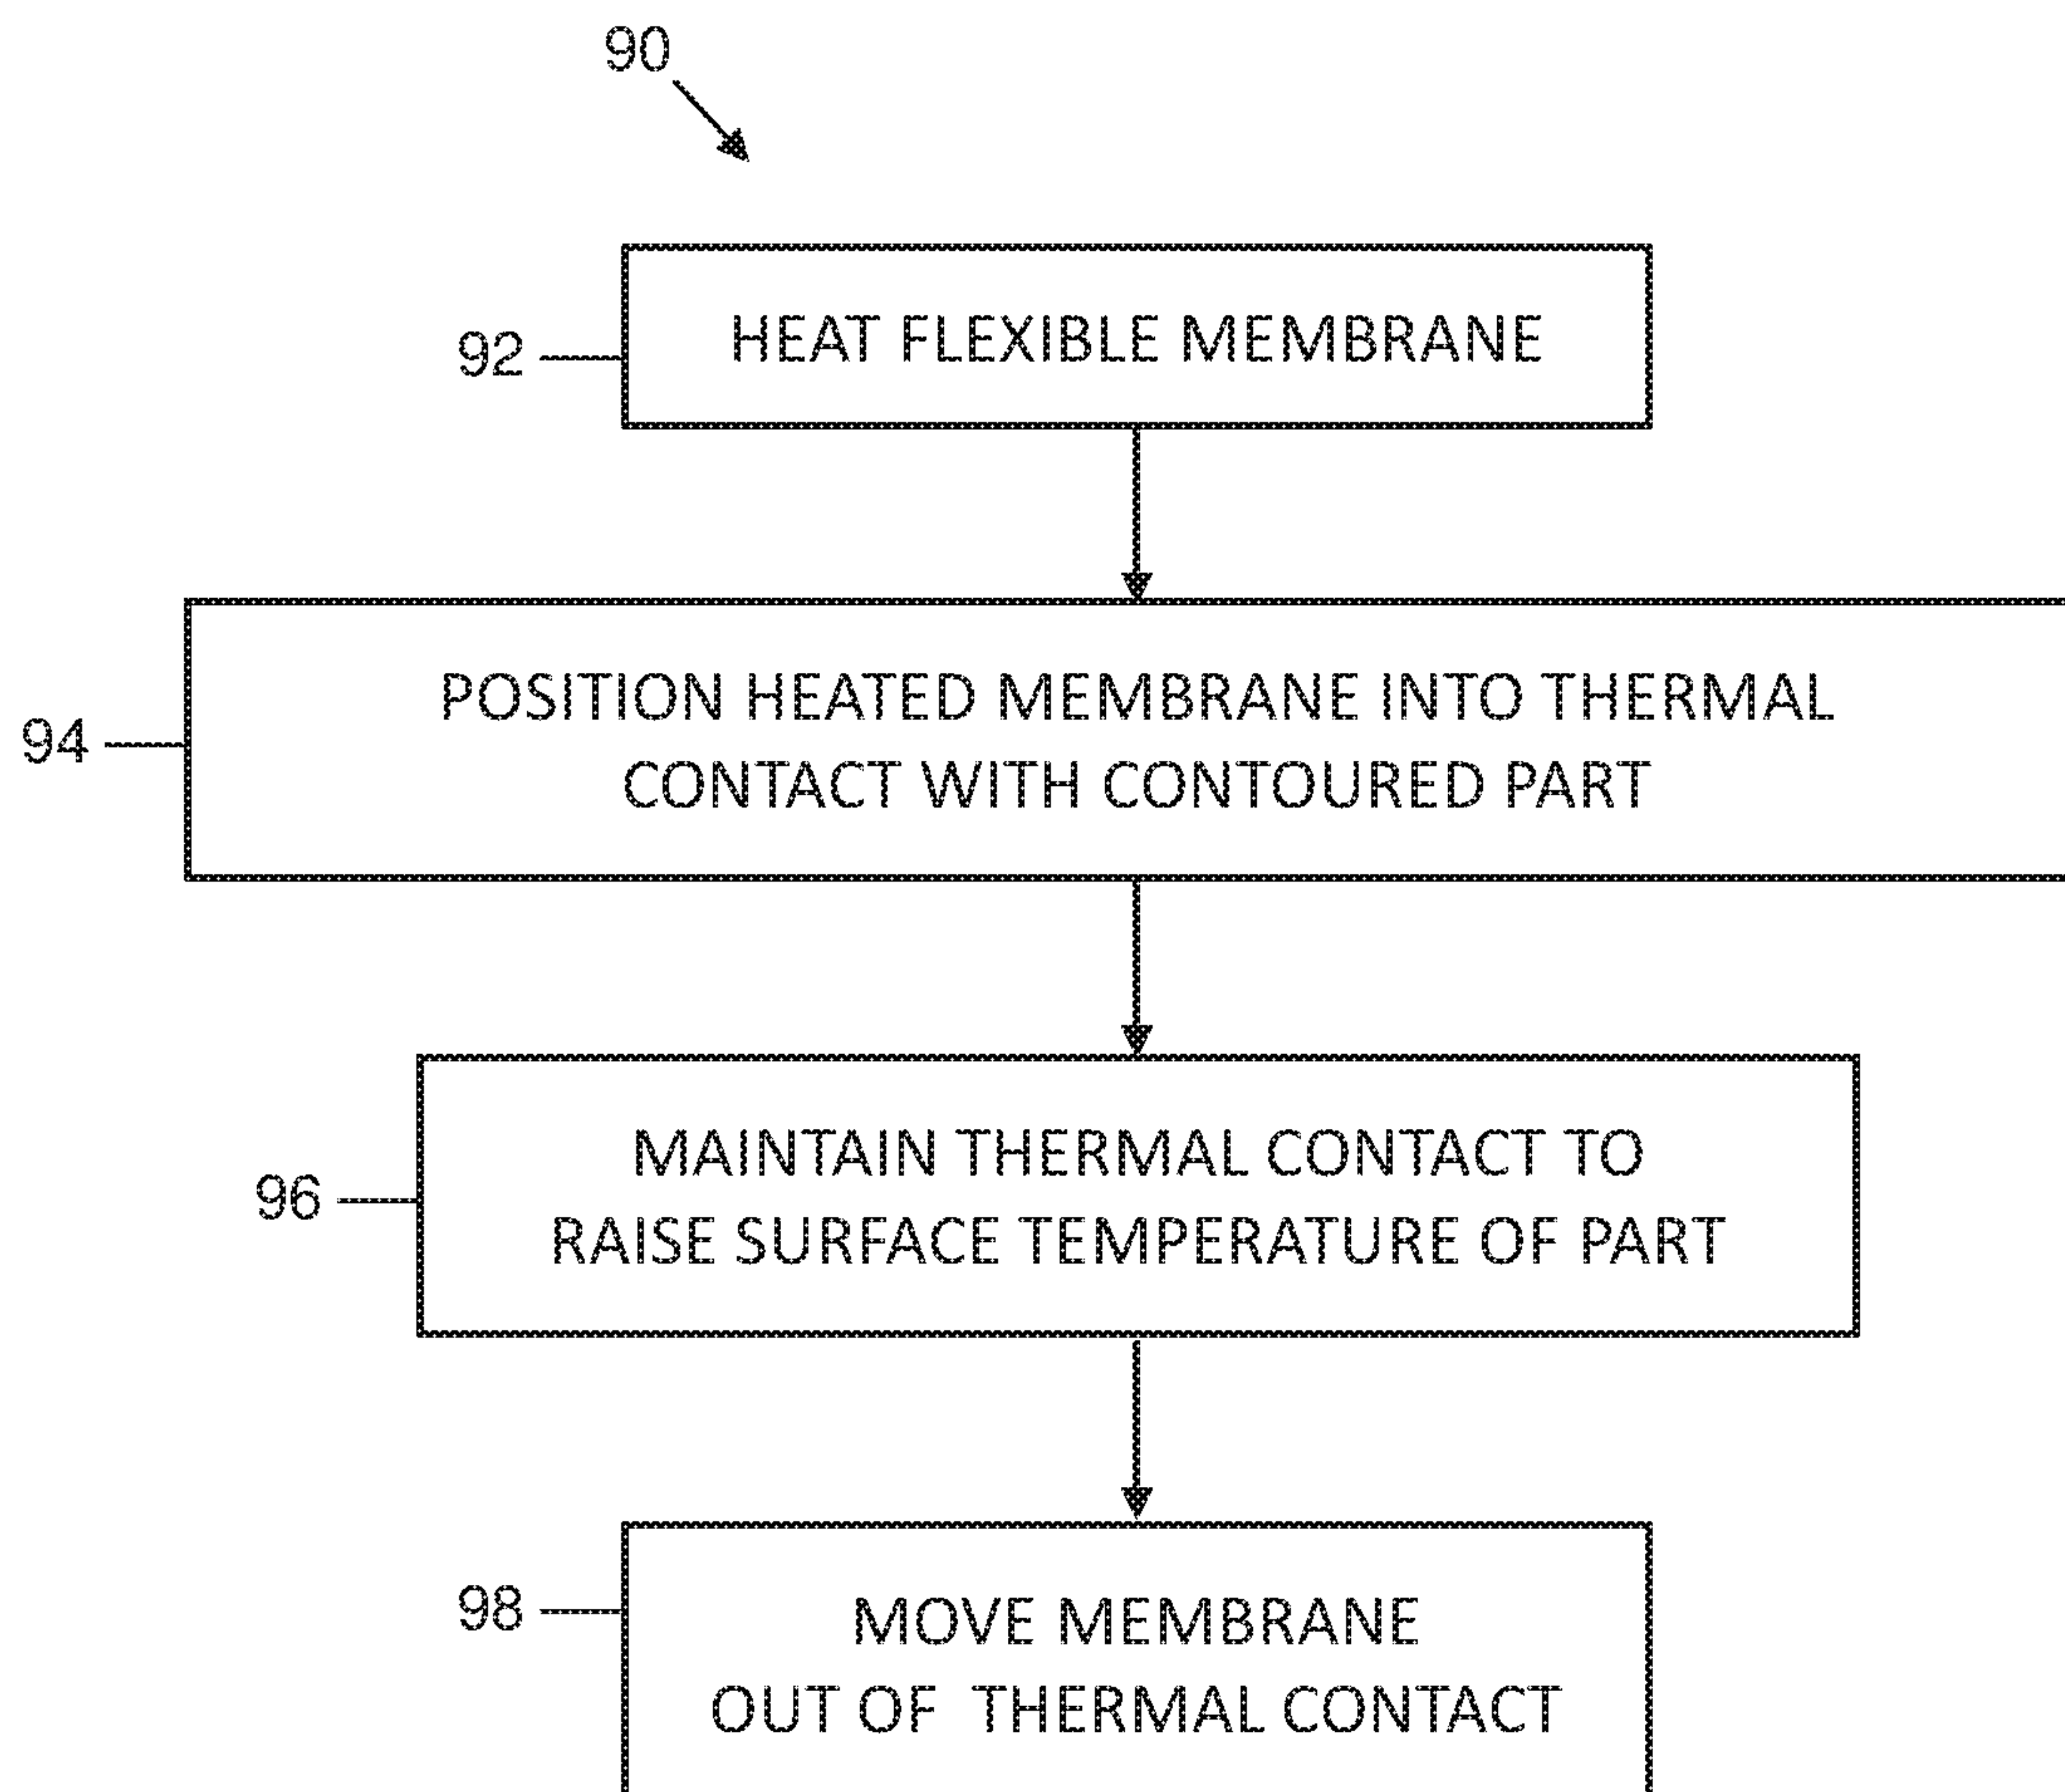 90
92
HEAT FLEXIBLE MEMBRANE
94
POSITION HEATED MEMBRANE INTO THERMAL
CONTACT WITH CONTOURED PART
96
MAINTAIN THERMAL CONTACT TO
RAISE SURFACE TEMPERATURE OF PART
98
MOVE MEMBRANE
OUT OF THERMAL CONTACT